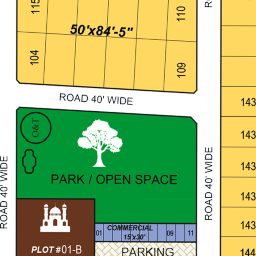 115
50'x84'-5"
110
104
109
ROAD 40' WIDE
143
143
O&T
143
143
PARK / OPEN SPACE
ROAD 40' WIDE
ROAD 40' WIDE
143
COMMERCIAL
15'x30'
01
09
11
143
PLOT #01-B
PARKING
144